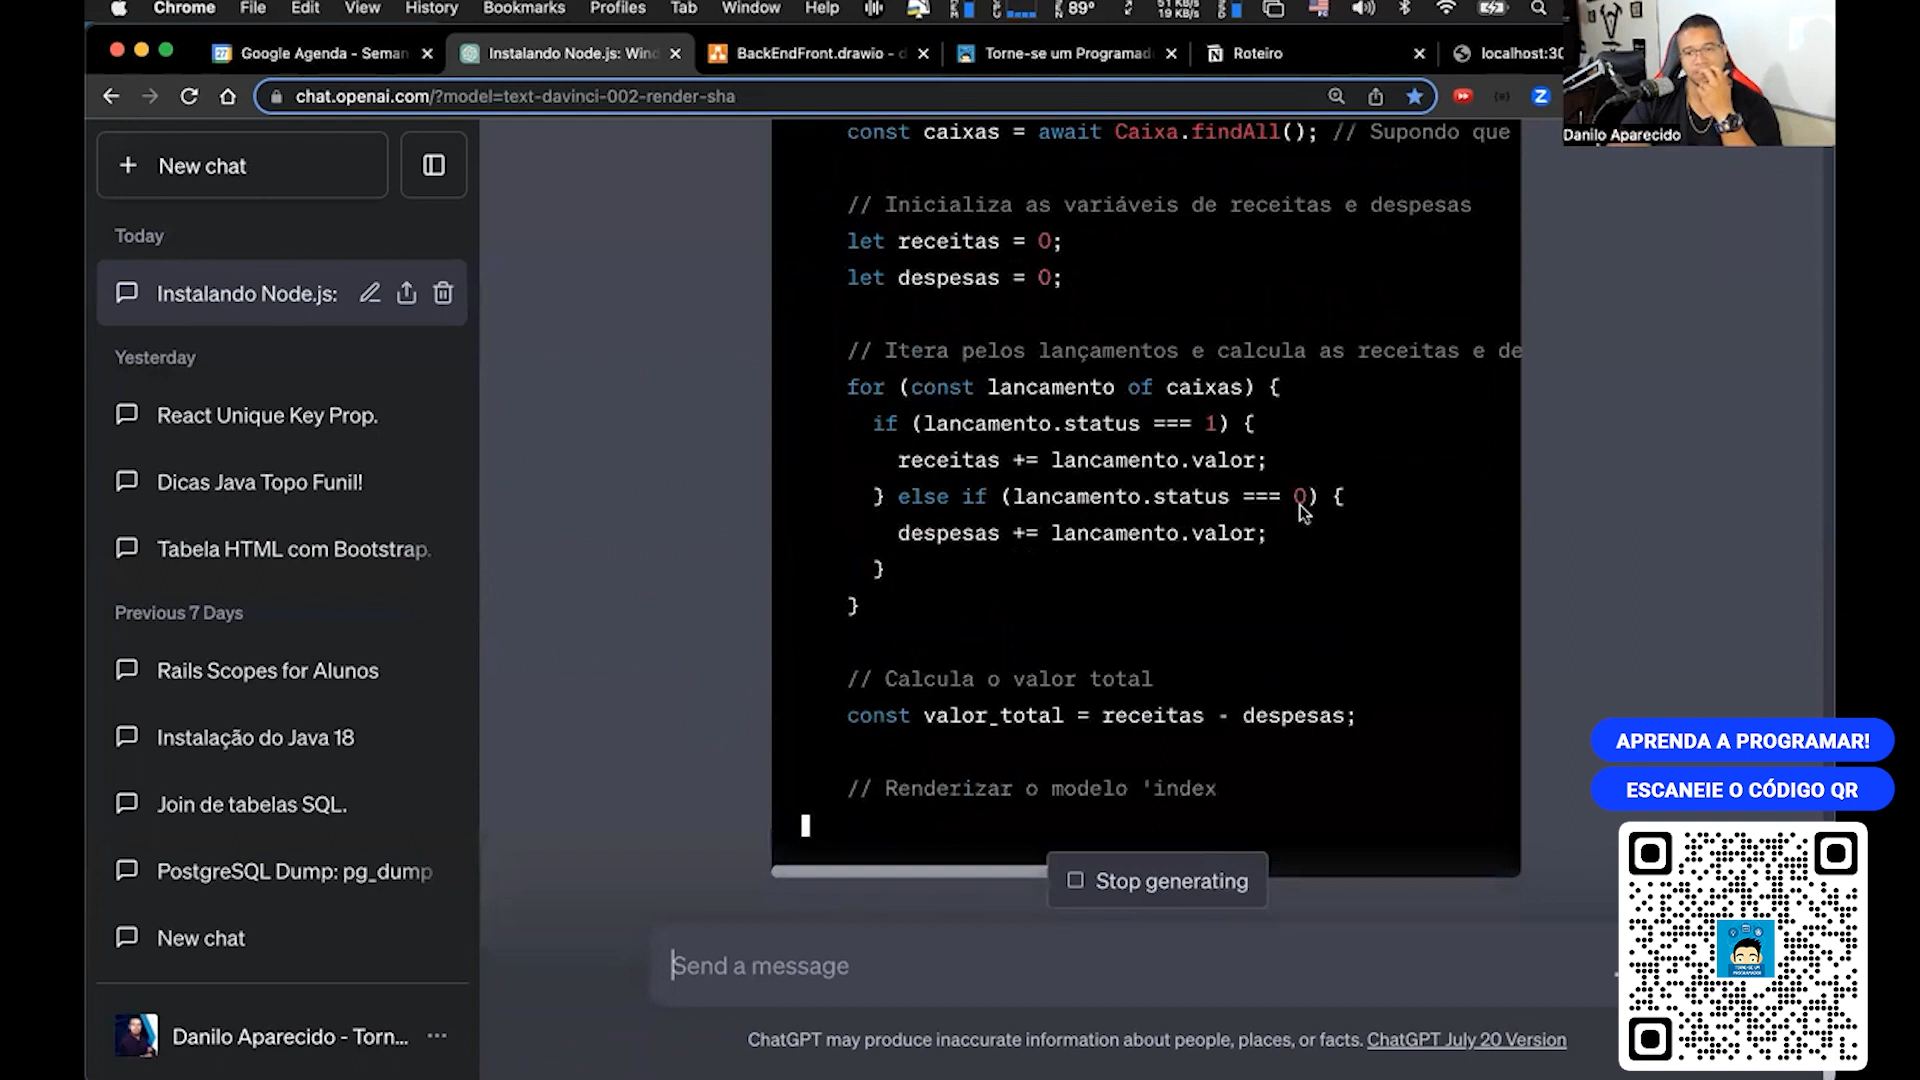 Chrome File Edit View History Bookmarks Profiles Tab Window Help 89° 51 KB/s 19 KB/s
Google Agenda - Seman
Instalando Node.js: Wind
BackEndFront.drawio - d
Torne-se um Programad
Roteiro
localhost:30
chat.openai.com/?model=text-davinci-002-render-sha
Danilo Aparecido
New chat
Today
Instalando Node.js:
Yesterday
React Unique Key Prop.
Dicas Java Topo Funil!
Tabela HTML com Bootstrap.
Previous 7 Days
Rails Scopes for Alunos
Instalação do Java 18
Join de tabelas SQL.
PostgreSQL Dump: pg_dump
New chat
Danilo Aparecido - Torn...
const caixas = await Caixa.findAll(); // Supondo que
// Inicializa as variáveis de receitas e despesas
let receitas = 0;
let despesas = 0;
// Itera pelos lançamentos e calcula as receitas e de
for (const lancamento of caixas) {
if (lancamento.status === 1) {
receitas += lancamento.valor;
} else if (lancamento.status === 0) {
despesas += lancamento.valor;
}
}
// Calcula o valor total
const valor_total = receitas - despesas;
// Renderizar o modelo 'index
Stop generating
Send a message
ChatGPT may produce inaccurate information about people, places, or facts. ChatGPT July 20 Version
APRENDA A PROGRAMAR!
ESCANEIE O CÓDIGO QR